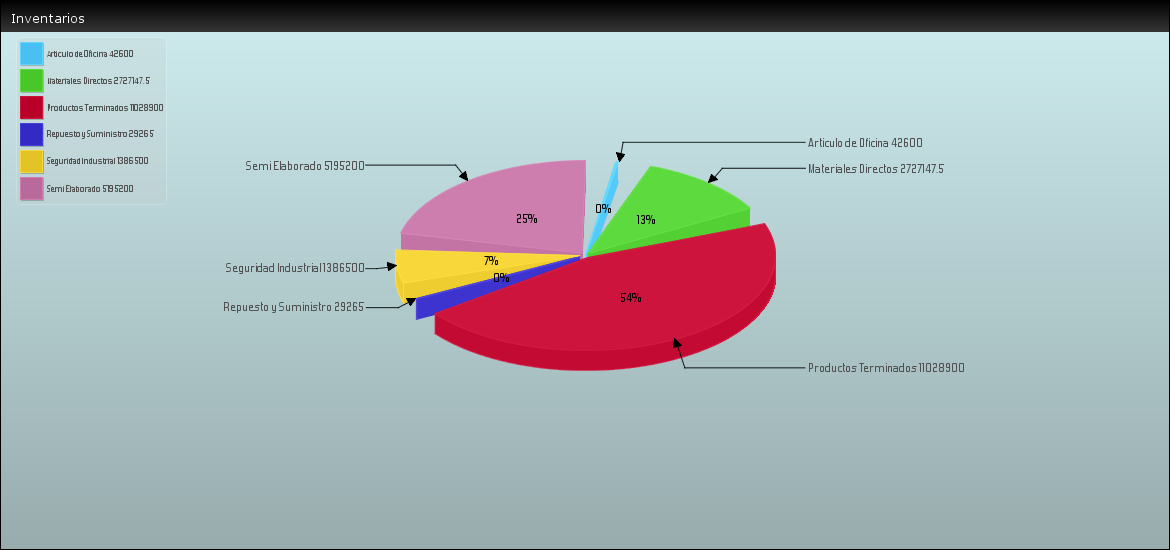 Inventarios
Articulo de Oficina 42600
Materiales Directos 2727147.5
Productos Terminados 11028900
Repuesto y Suministro 29265
Seguridad Industrial 1386500
Semi Elaborado 5195200
Articulo de Oficina 42600
Semi Elaborado 5195200
Materiales Directos 2727147.5
0%
25%
13%
7%
Seguridad Industrial 1386500
0%
54%
Repuesto y Suministro 29265
Productos Terminados 11028900